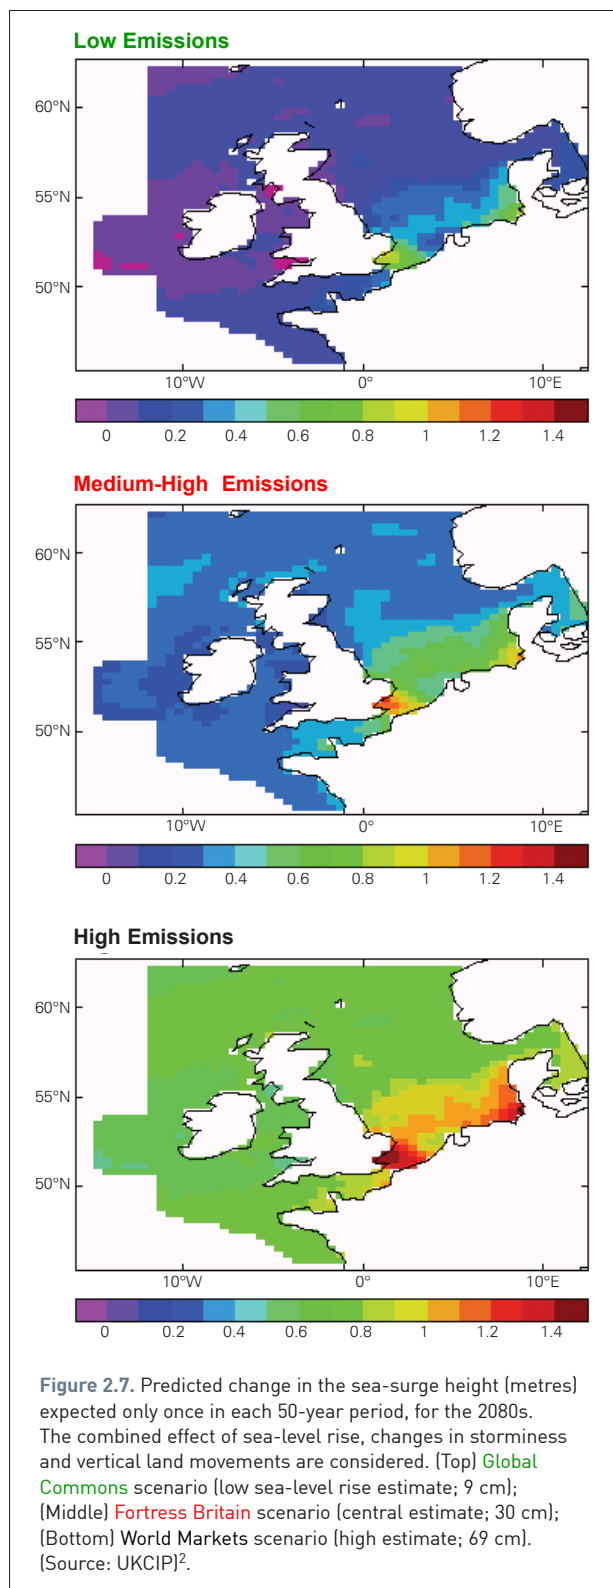 Low Emissions
60°N
55°N
50°N
10°W 0° 10°E
0 0.2 0.4 0.6 0.8 1 1.2 1.4
Medium-High Emissions
60°N
55°N
50°N
10°W 0° 10°E
0 0.2 0.4 0.6 0.8 1 1.2 1.4
High Emissions
60°N
55°N
50°N
10°W 0° 10°E
0 0.2 0.4 0.6 0.8 1 1.2 1.4
Figure 2.7. Predicted change in the sea-surge height (metres)
expected only once in each 50-year period, for the 2080s.
The combined effect of sea-level rise, changes in storminess
and vertical land movements are considered. (Top) Global
Commons scenario (low sea-level rise estimate; 9 cm);
(Middle) Fortress Britain scenario (central estimate; 30 cm);
(Bottom) World Markets scenario (high estimate; 69 cm).
(Source: UKCIP)².